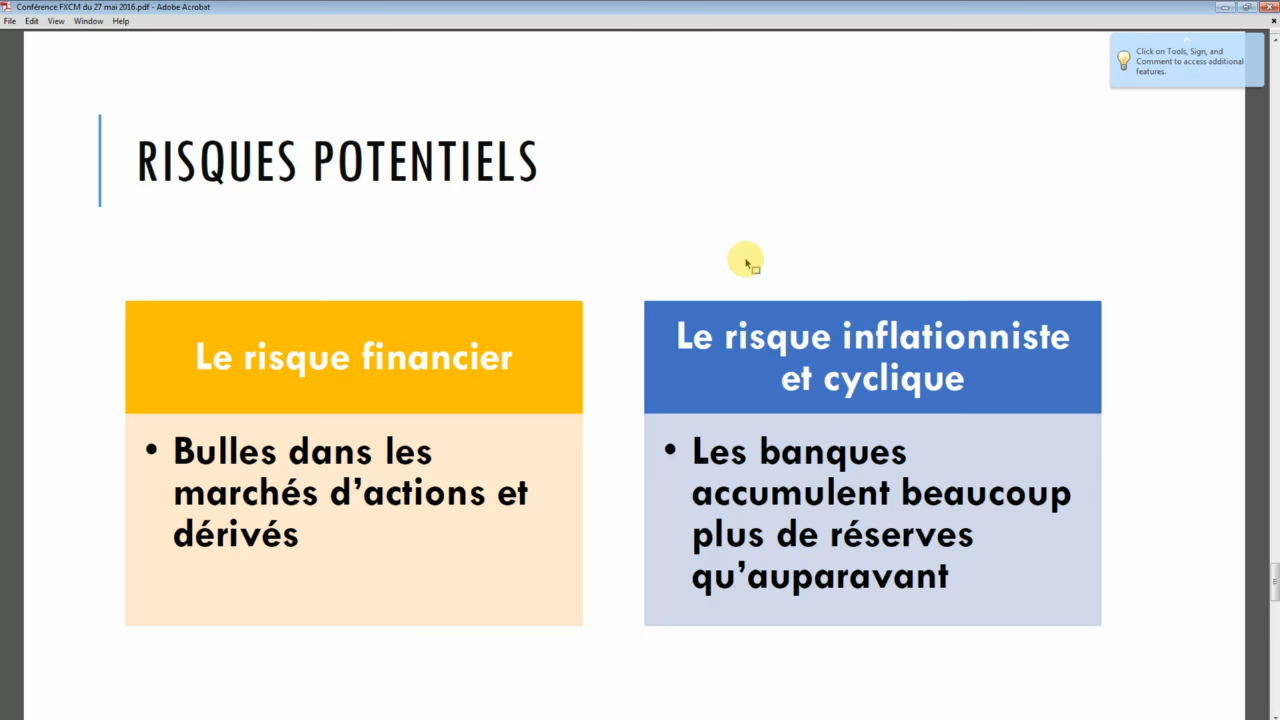 Conférence FXCM du 27 mai 2016.pdf - Adobe Acrobat
File Edit View Window Help
Click on Tools, Sign, and
Comment to access additional
features.
RISQUES POTENTIELS
Le risque financier
• Bulles dans les
marchés d’actions et
dérivés
Le risque inflationniste
et cyclique
• Les banques
accumulent beaucoup
plus de réserves
qu’auparavant